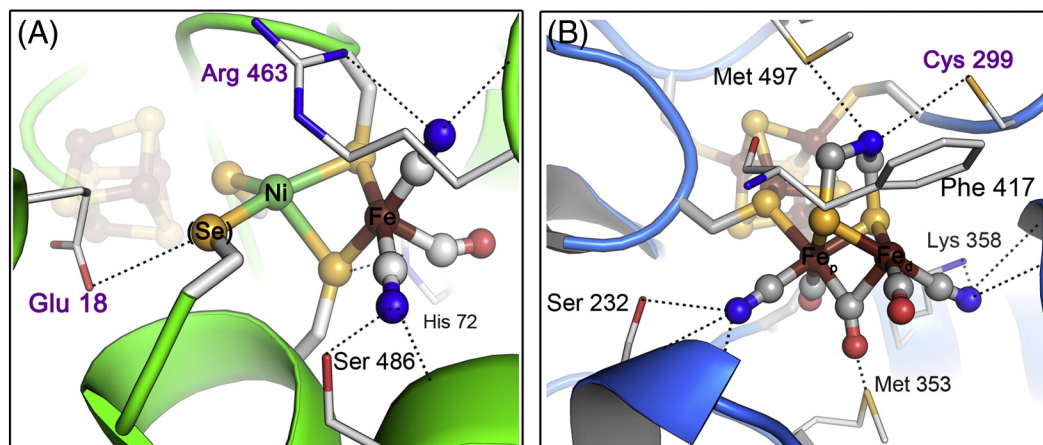 (A)
Arg 463
Ni
Fe
(Se)
Glu 18
His 72
Ser 486
(B)
Met 497
Cys 299
Phe 417
Lys 358
Fep
Fed
Ser 232
Met 353